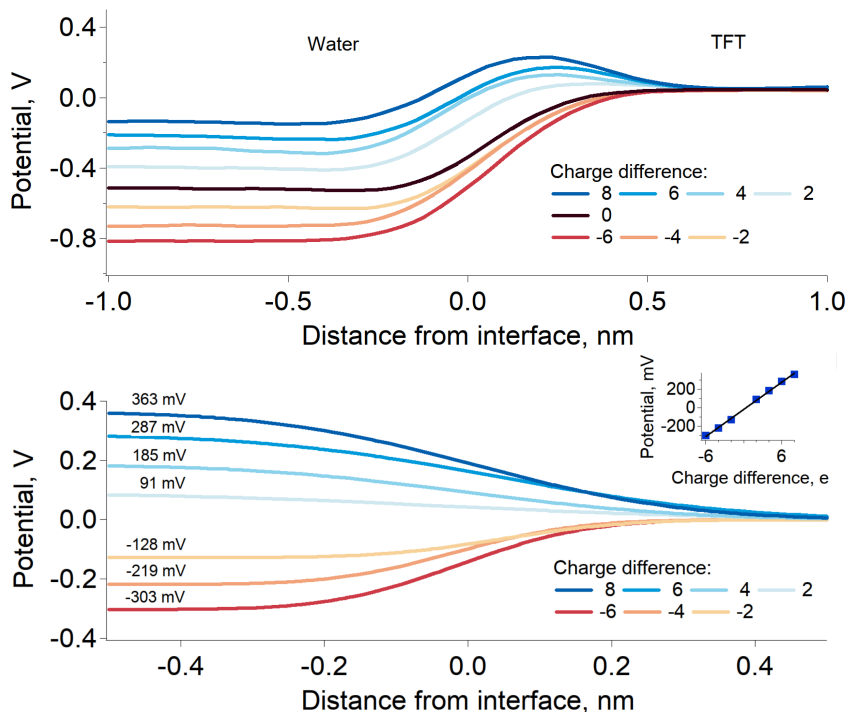 0.4
Water
TFT
0.0
-0.4
-0.8
Potential, V
Charge difference:
8 6 4 2
0
-6 -4 -2
-1.0 -0.5 0.0 0.5 1.0
Distance from interface, nm
0.4
0.2
0.0
-0.2
-0.4
Potential, V
363 mV
287 mV
185 mV
91 mV
-128 mV
-219 mV
-303 mV
Potential, mV
200
0
-200
-6 6
Charge difference, e
Charge difference:
8 6 4 2
-6 -4 -2
-0.4 -0.2 0.0 0.2 0.4
Distance from interface, nm